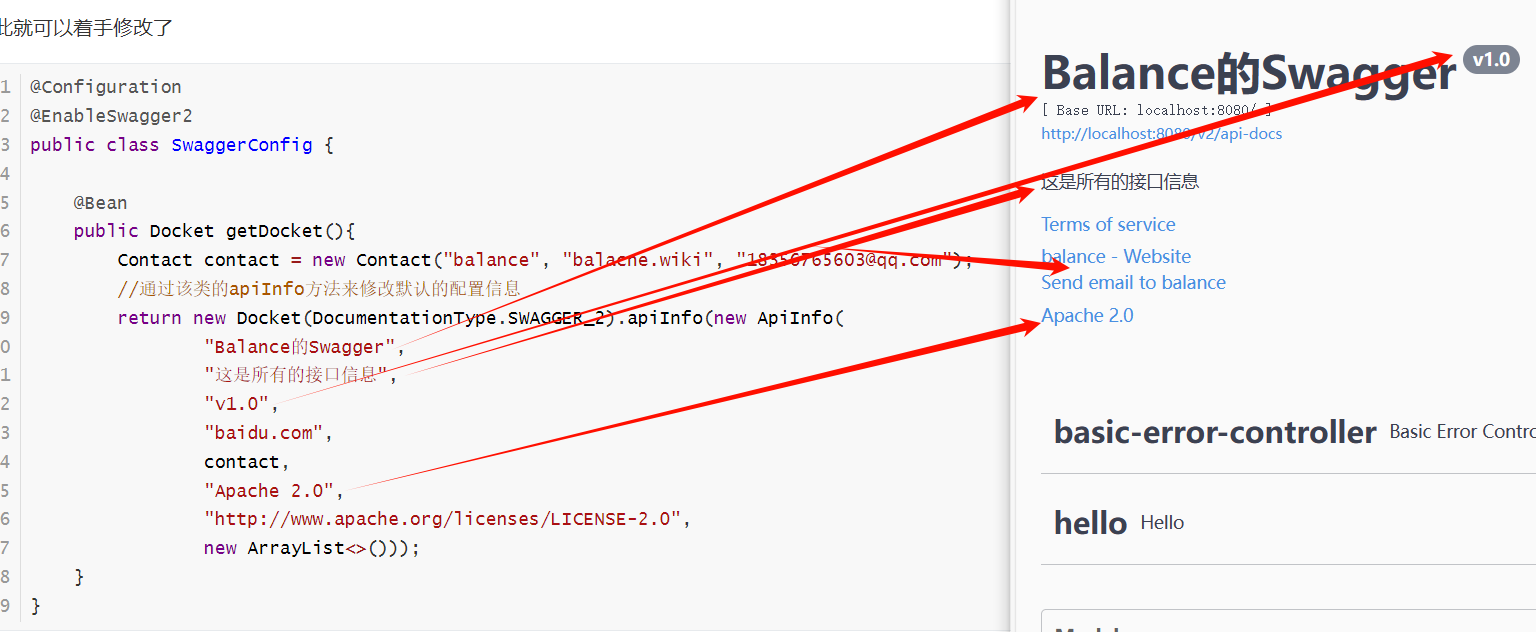 此就可以着手修改了
1 @Configuration
2 @EnableSwagger2
3 public class SwaggerConfig {
4
5 @Bean
6 public Docket getDocket(){
7 Contact contact = new Contact("balance", "balacne.wiki", "18356765603@qq.com");
8 //通过该类的apiInfo方法来修改默认的配置信息
9 return new Docket(DocumentationType.SWAGGER_2).apiInfo(new ApiInfo(
0 "Balance的Swagger",
1 "这是所有的接口信息",
2 "v1.0",
3 "baidu.com",
4 contact,
5 "Apache 2.0",
6 "http://www.apache.org/licenses/LICENSE-2.0",
7 new ArrayList<>()));
8 }
9 }
Balance的Swagger v1.0
[ Base URL: localhost:8080/ ]
http://localhost:8080/v2/api-docs
这是所有的接口信息
Terms of service
balance - Website
Send email to balance
Apache 2.0
basic-error-controller Basic Error Contro
hello Hello